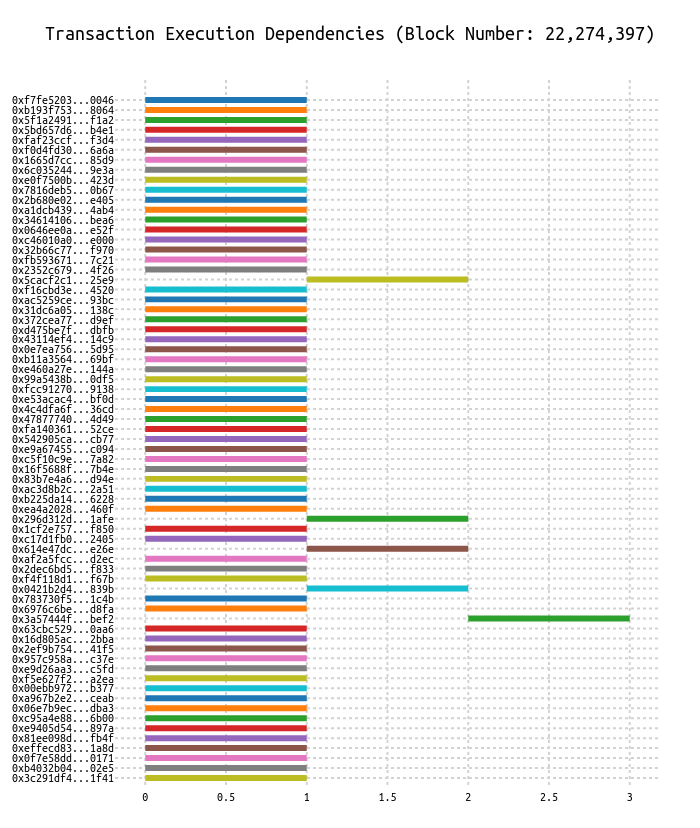 Transaction Execution Dependencies (Block Number: 22,274,397)
0xf7fe5203...0046
0xb193f753...8064
0x5f1a2491...f1a2
0x5bd657d6...b4e1
0xfaf23ccf...f3d4
0xf0d4fd30...6a6a
0x1665d7cc...85d9
0x6c035244...9e3a
0xe0f7500b...423d
0x7816deb5...0b67
0x2b680e02...e405
0xa1dcb439...4ab4
0x34614106...bea6
0x0646ee0a...e52f
0xc46010a0...e000
0x32b66c77...f970
0xfb593671...7c21
0x2352c679...4f26
0x5cacf2c1...25e9
0xf16cbd3e...4520
0xac5259ce...93bc
0x31dc6a05...138c
0x372cea77...d9ef
0xd475be7f...dbfb
0x43114ef4...14c9
0x0e7ea756...5d95
0xb11a3564...69bf
0xe460a27e...144a
0x99a5438b...0df5
0xfcc91270...9138
0xe53acac4...bf0d
0x4c4dfa6f...36cd
0x47877740...4d49
0xfa140361...52ce
0x542905ca...cb77
0xe9a67455...c094
0xc5f10c9e...7a82
0x16f5688f...7b4e
0x83b7e4a6...d94e
0xac3d8b2c...2a51
0xb225da14...6228
0xea4a2028...460f
0x296d312d...1afe
0x1cf2e757...f850
0xc17d1fb0...2405
0x614e47dc...e26e
0xaf2a5fcc...d2ec
0x2dec6bd5...f833
0xf4f118d1...f67b
0x0421b2d4...839b
0x783730f5...1c4b
0x6976c6be...d8fa
0x3a57444f...bef2
0x63cbc529...0aa6
0x16d805ac...2bba
0x2ef9b754...41f5
0x957c958a...c37e
0xe9d26aa3...c5fd
0xf5e627f2...a2ea
0x00ebb972...b377
0xa967b2e2...ceab
0x06e7b9ec...dba3
0xc95a4e88...6b00
0xe9405d54...897a
0x81ee098d...fb4f
0xeffecd83...1a8d
0x0f7e58dd...0171
0xb4032b04...02e5
0x3c291df4...1f41
0 0.5 1 1.5 2 2.5 3